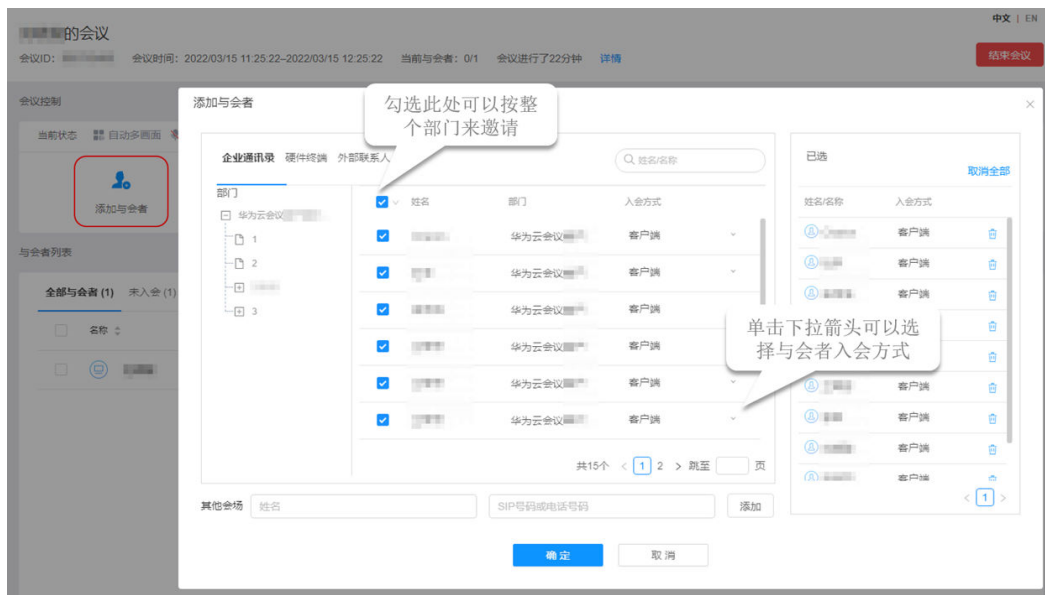 中文 | EN
的会议
会议ID: 会议时间: 2022/03/15 11:25:22–2022/03/15 12:25:22 当前与会者: 0/1 会议进行了22分钟 详情
结束会议
会议控制
当前状态 自动多画面
添加与会者
与会者列表
全部与会者 (1) 未入会 (1)
名称
添加与会者
勾选此处可以按整
个部门来邀请
企业通讯录 硬件终端 外部联系人
姓名/名称
部门
华为云会议
1
2
3
姓名 部门 入会方式
华为云会议 客户端
华为云会议 客户端
华为云会议 客户端
华为云会议 客户端
华为云会议 客户端
华为云会议 客户端
单击下拉箭头可以选
择与会者入会方式
共15个 < 1 2 > 跳至 页
其他会场 姓名 SIP号码或电话号码 添加
确定 取消
已选
取消全部
姓名/名称 入会方式
客户端
客户端
客户端
客户端
客户端
客户端
客户端
< 1 >